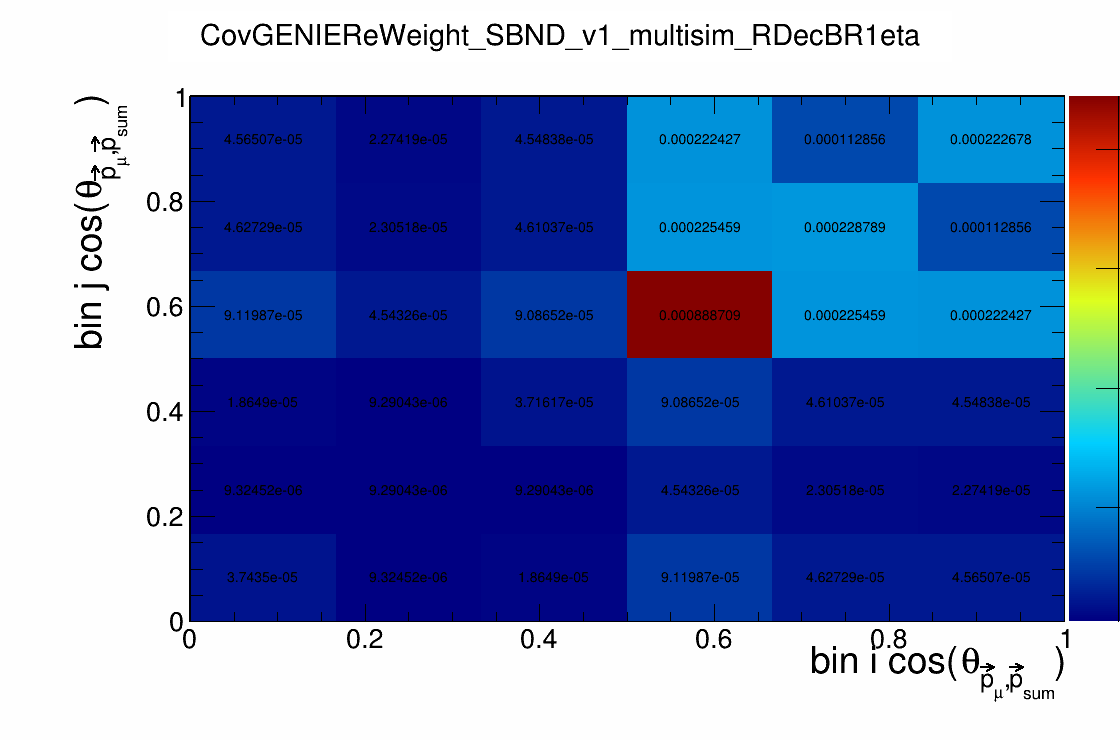 CovGENIEReWeight_SBND_v1_multisim_RDecBR1eta
bin j cos(θ p⃗μ,p⃗sum)
1
4.56507e-05 2.27419e-05 4.54838e-05 0.000222427 0.000112856 0.000222678
0.8
4.62729e-05 2.30518e-05 4.61037e-05 0.000225459 0.000228789 0.000112856
0.6
9.11987e-05 4.54326e-05 9.08652e-05 0.000888709 0.000225459 0.000222427
0.4
1.8649e-05 9.29043e-06 3.71617e-05 9.08652e-05 4.61037e-05 4.54838e-05
9.32452e-06 9.29043e-06 9.29043e-06 4.54326e-05 2.30518e-05 2.27419e-05
0.2
3.7435e-05 9.32452e-06 1.8649e-05 9.11987e-05 4.62729e-05 4.56507e-05
0
0 0.2 0.4 0.6 0.8 1
bin i cos(θ p⃗μ,p⃗sum)